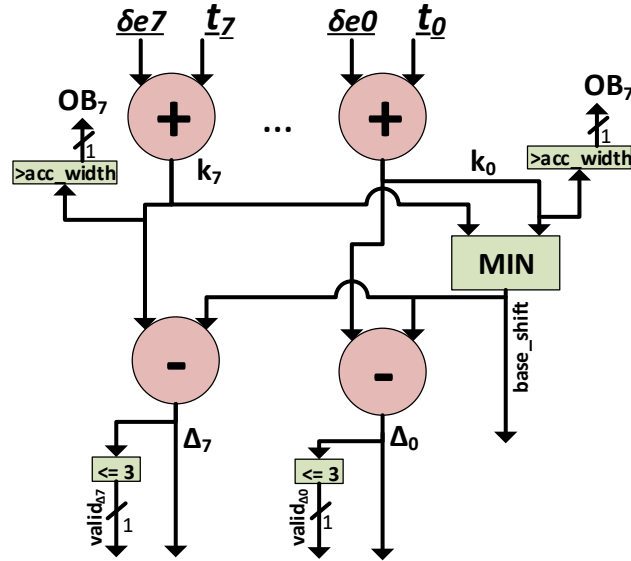 δe7 t7 δe0 t0
OB7 OB7
+ ... +
1 1
>acc_width >acc_width
k7 k0
MIN
base_shift
- -
Δ7 Δ0
<= 3 <= 3
validΔ7 1 validΔ0 1